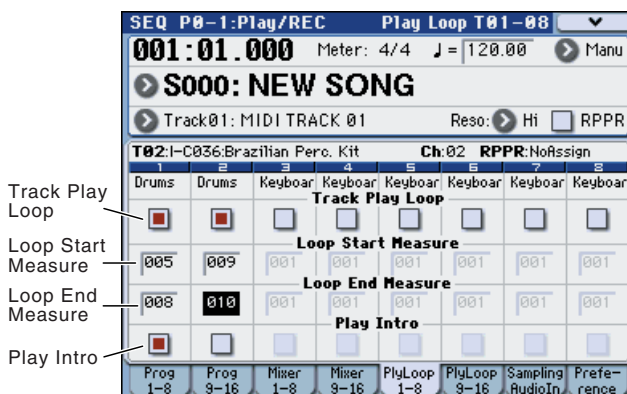 SEQ P0-1:Play/REC Play Loop T01-08
001:01.000 Meter: 4/4 ♩= 120.00 Manu
S000: NEW SONG
Track01: MIDI TRACK 01 Reso: Hi RPPR
T02:I-C036:Brazilian Perc. Kit Ch:02 RPPR:NoAssign
1 2 3 4 5 6 7 8
Drums Drums Keyboar Keyboar Keyboar Keyboar Keyboar Keyboar
Track Play Loop
Track Play
Loop
Loop Start Measure
Loop Start
Measure
005 009 001 001 001 001 001 001
Loop End Measure
Loop End
Measure
008 010 001 001 001 001 001 001
Play Intro
Play Intro
Prog 1-8 Prog 9-16 Mixer 1-8 Mixer 9-16 PlyLoop 1-8 PlyLoop 9-16 Sampling AudioIn Prefe-rence